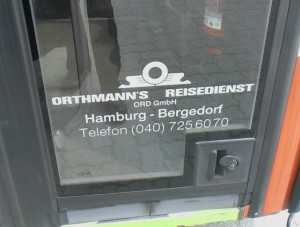 ORTHMANN'S REISEDIENST
ORD GmbH
Hamburg - Bergedorf
Telefon (040) 725 60 70